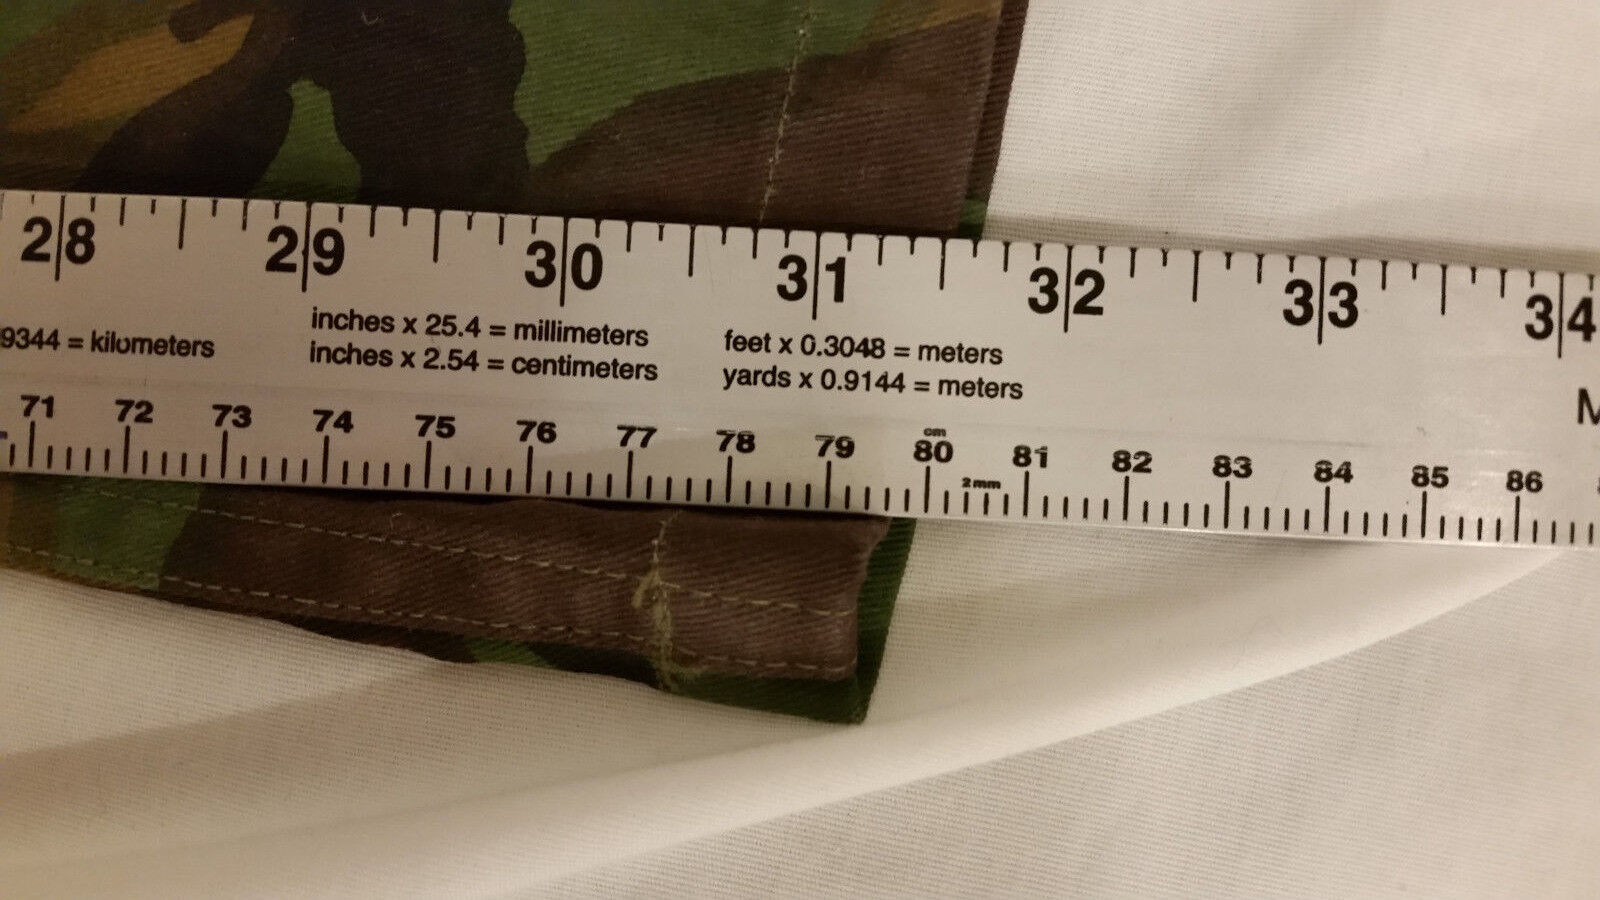 28 29 30 31 32 33 34
inches x 25.4 = millimeters
feet x 0.3048 = meters
9344 = kilometers
inches x 2.54 = centimeters
yards x 0.9144 = meters
M
71 72 73 74 75 76 77 78 79 cm 80 2mm 81 82 83 84 85 86